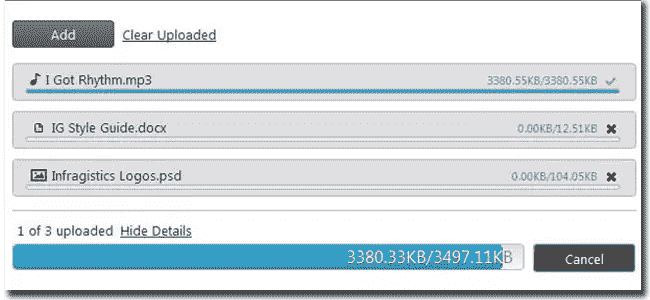 Add Clear Uploaded
I Got Rhythm.mp3 3380.55KB/3380.55KB
IG Style Guide.docx 0.00KB/12.51KB
Infragistics Logos.psd 0.00KB/104.05KB
1 of 3 uploaded Hide Details
3380.33KB/3497.11KB Cancel